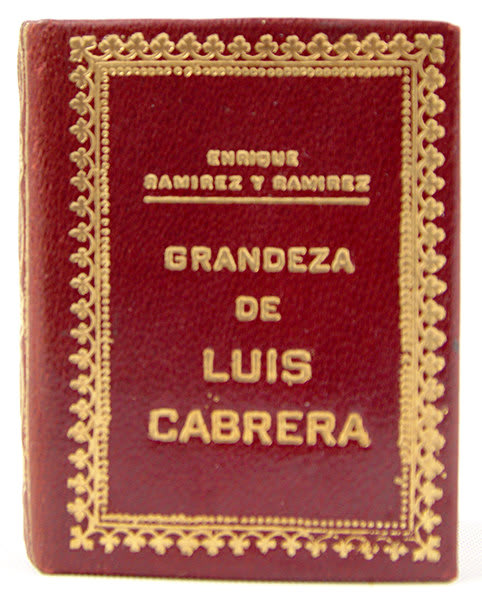 ENRIQUE
RAMIREZ Y RAMIREZ
GRANDEZA
DE
LUIS
CABRERA